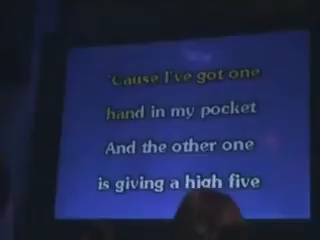 'Cause I've got one
hand in my pocket
And the other one
is giving a high five